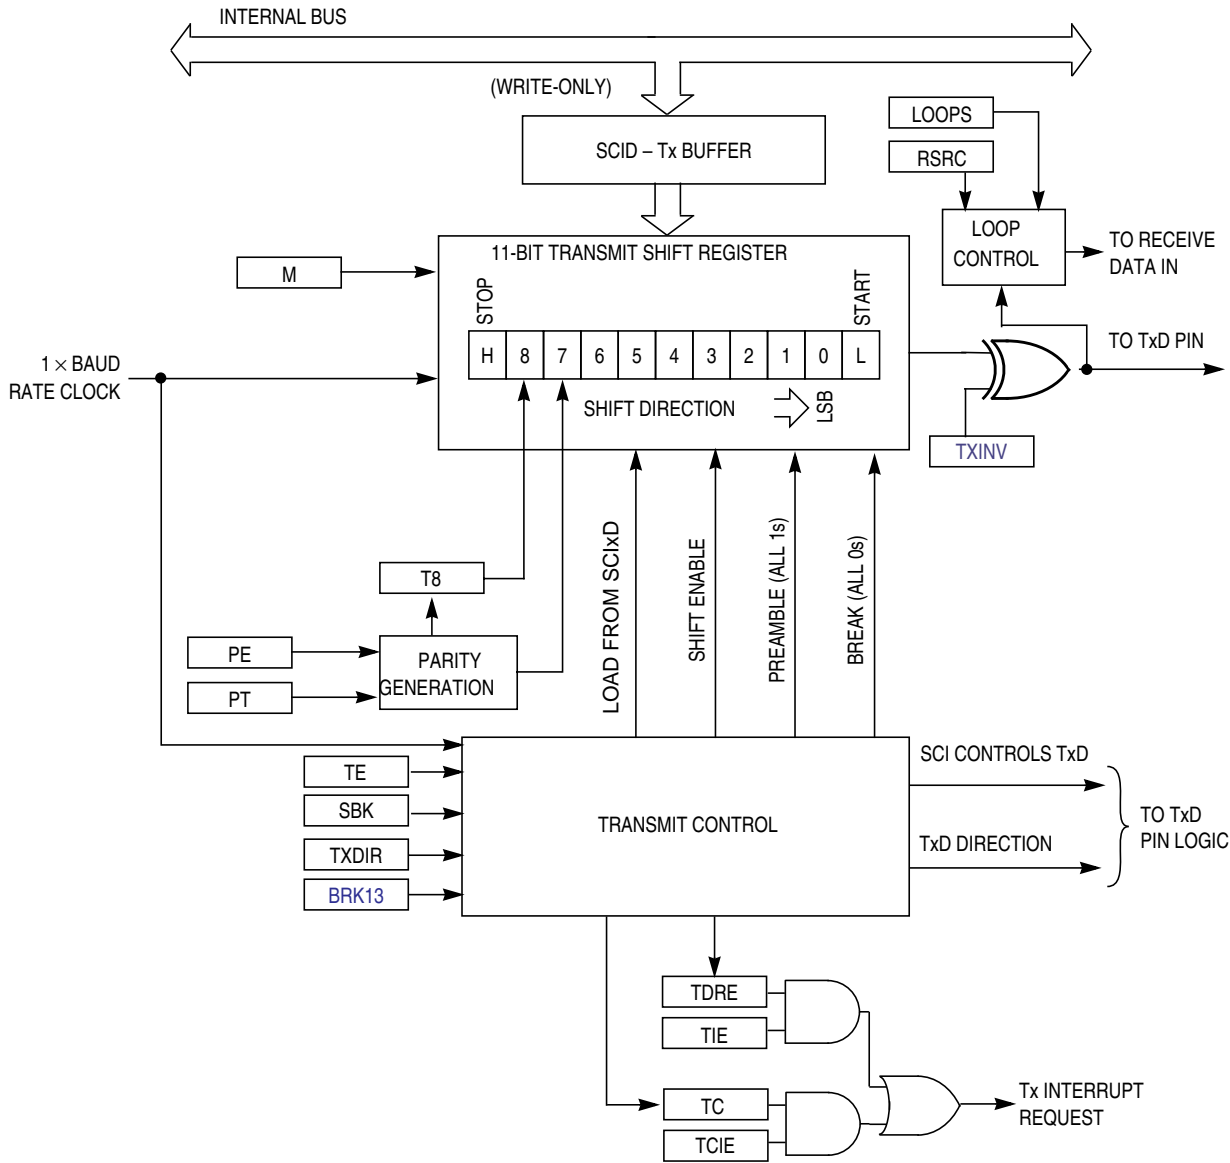 INTERNAL BUS
(WRITE-ONLY)
SCID – Tx BUFFER
LOOPS
RSRC
LOOP
CONTROL
TO RECEIVE
DATA IN
11-BIT TRANSMIT SHIFT REGISTER
M
STOP
START
H 8 7 6 5 4 3 2 1 0 L
1 × BAUD
RATE CLOCK
SHIFT DIRECTION
LSB
TO TxD PIN
TXINV
LOAD FROM SCIxD
SHIFT ENABLE
PREAMBLE (ALL 1s)
BREAK (ALL 0s)
T8
PE
PT
PARITY
GENERATION
TE
SBK
TXDIR
BRK13
TRANSMIT CONTROL
SCI CONTROLS TxD
TxD DIRECTION
TO TxD
PIN LOGIC
TDRE
TIE
TC
TCIE
Tx INTERRUPT
REQUEST